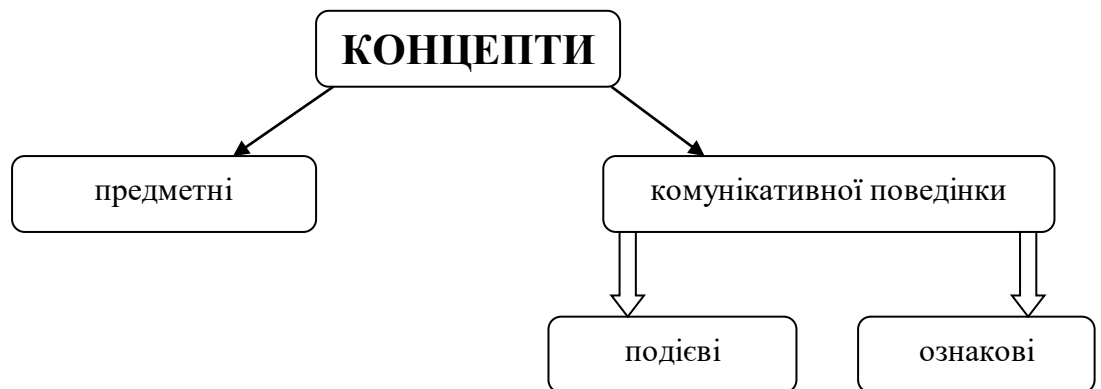 КОНЦЕПТИ
предметні
комунікативної поведінки
подієві
ознакові